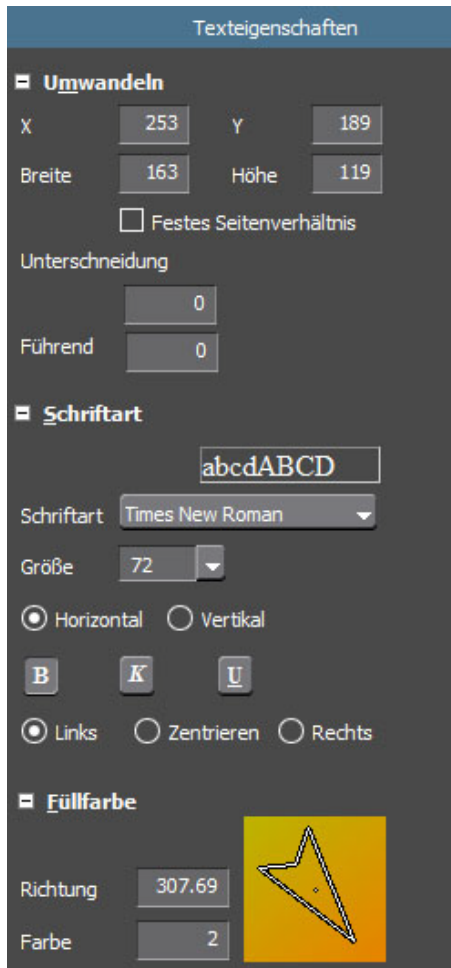 Texteigenschaften
Umwandeln
X 253 Y 189
Breite 163 Höhe 119
Festes Seitenverhältnis
Unterschneidung
0
Führend 0
Schriftart
abcdABCD
Schriftart Times New Roman
Größe 72
Horizontal Vertikal
B K U
Links Zentrieren Rechts
Füllfarbe
Richtung 307.69
Farbe 2